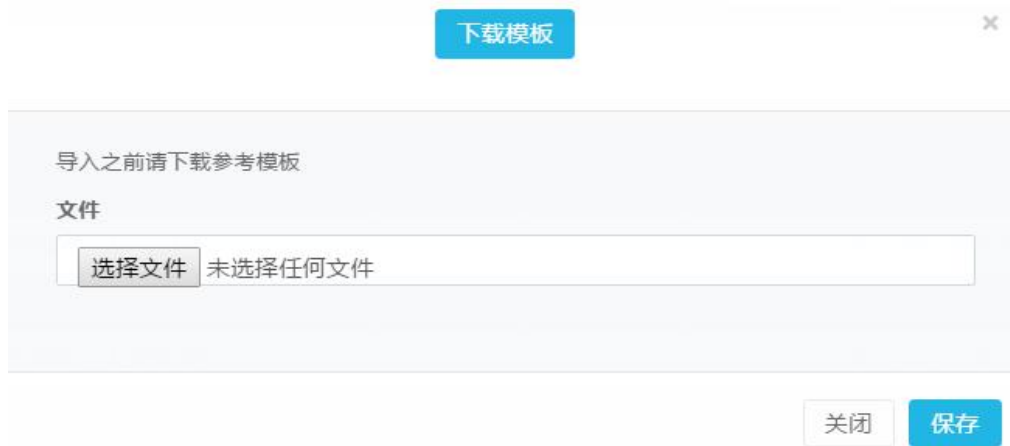 下载模板
×
导入之前请下载参考模板
文件
选择文件 未选择任何文件
关闭 保存